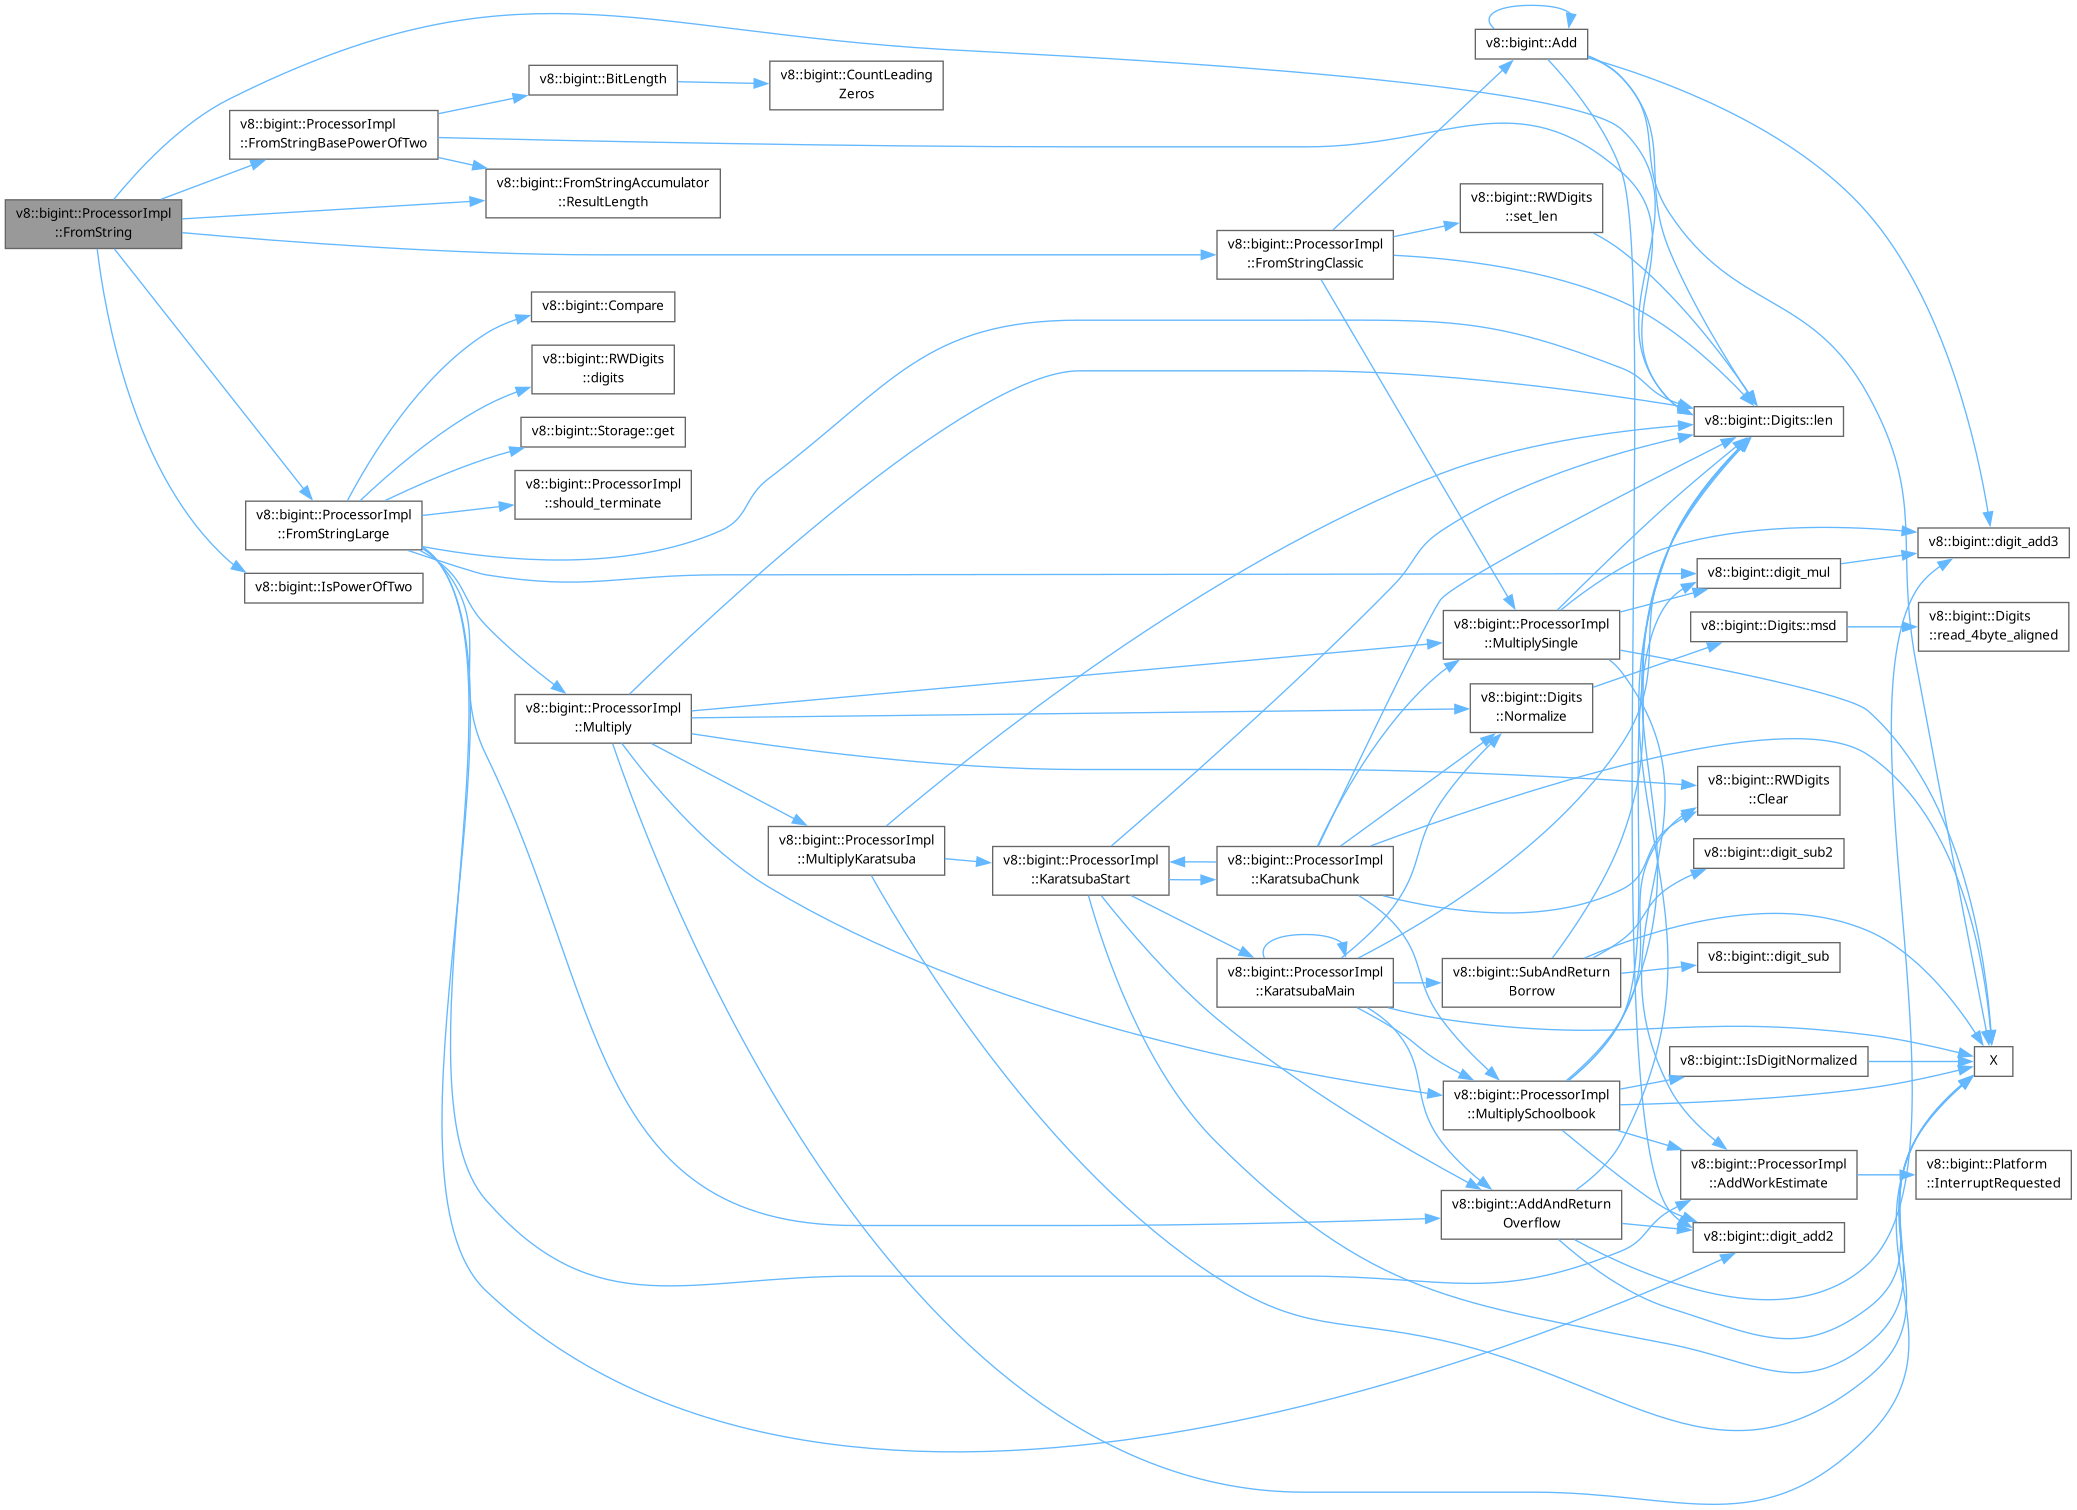 v8::bigint::ProcessorImpl
::FromString
v8::bigint::ProcessorImpl
::FromStringBasePowerOfTwo
v8::bigint::BitLength
v8::bigint::CountLeading
Zeros
v8::bigint::FromStringAccumulator
::ResultLength
v8::bigint::ProcessorImpl
::FromStringClassic
v8::bigint::Add
v8::bigint::RWDigits
::set_len
v8::bigint::Compare
v8::bigint::RWDigits
::digits
v8::bigint::Storage::get
v8::bigint::ProcessorImpl
::should_terminate
v8::bigint::ProcessorImpl
::FromStringLarge
v8::bigint::IsPowerOfTwo
v8::bigint::Digits::len
v8::bigint::digit_add3
v8::bigint::digit_mul
v8::bigint::Digits::msd
v8::bigint::Digits
::read_4byte_aligned
v8::bigint::ProcessorImpl
::MultiplySingle
v8::bigint::Digits
::Normalize
v8::bigint::ProcessorImpl
::Multiply
v8::bigint::RWDigits
::Clear
v8::bigint::ProcessorImpl
::MultiplyKaratsuba
v8::bigint::ProcessorImpl
::KaratsubaStart
v8::bigint::ProcessorImpl
::KaratsubaChunk
v8::bigint::digit_sub2
v8::bigint::ProcessorImpl
::KaratsubaMain
v8::bigint::SubAndReturn
Borrow
v8::bigint::digit_sub
v8::bigint::IsDigitNormalized
X
v8::bigint::ProcessorImpl
::MultiplySchoolbook
v8::bigint::ProcessorImpl
::AddWorkEstimate
v8::bigint::Platform
::InterruptRequested
v8::bigint::AddAndReturn
Overflow
v8::bigint::digit_add2